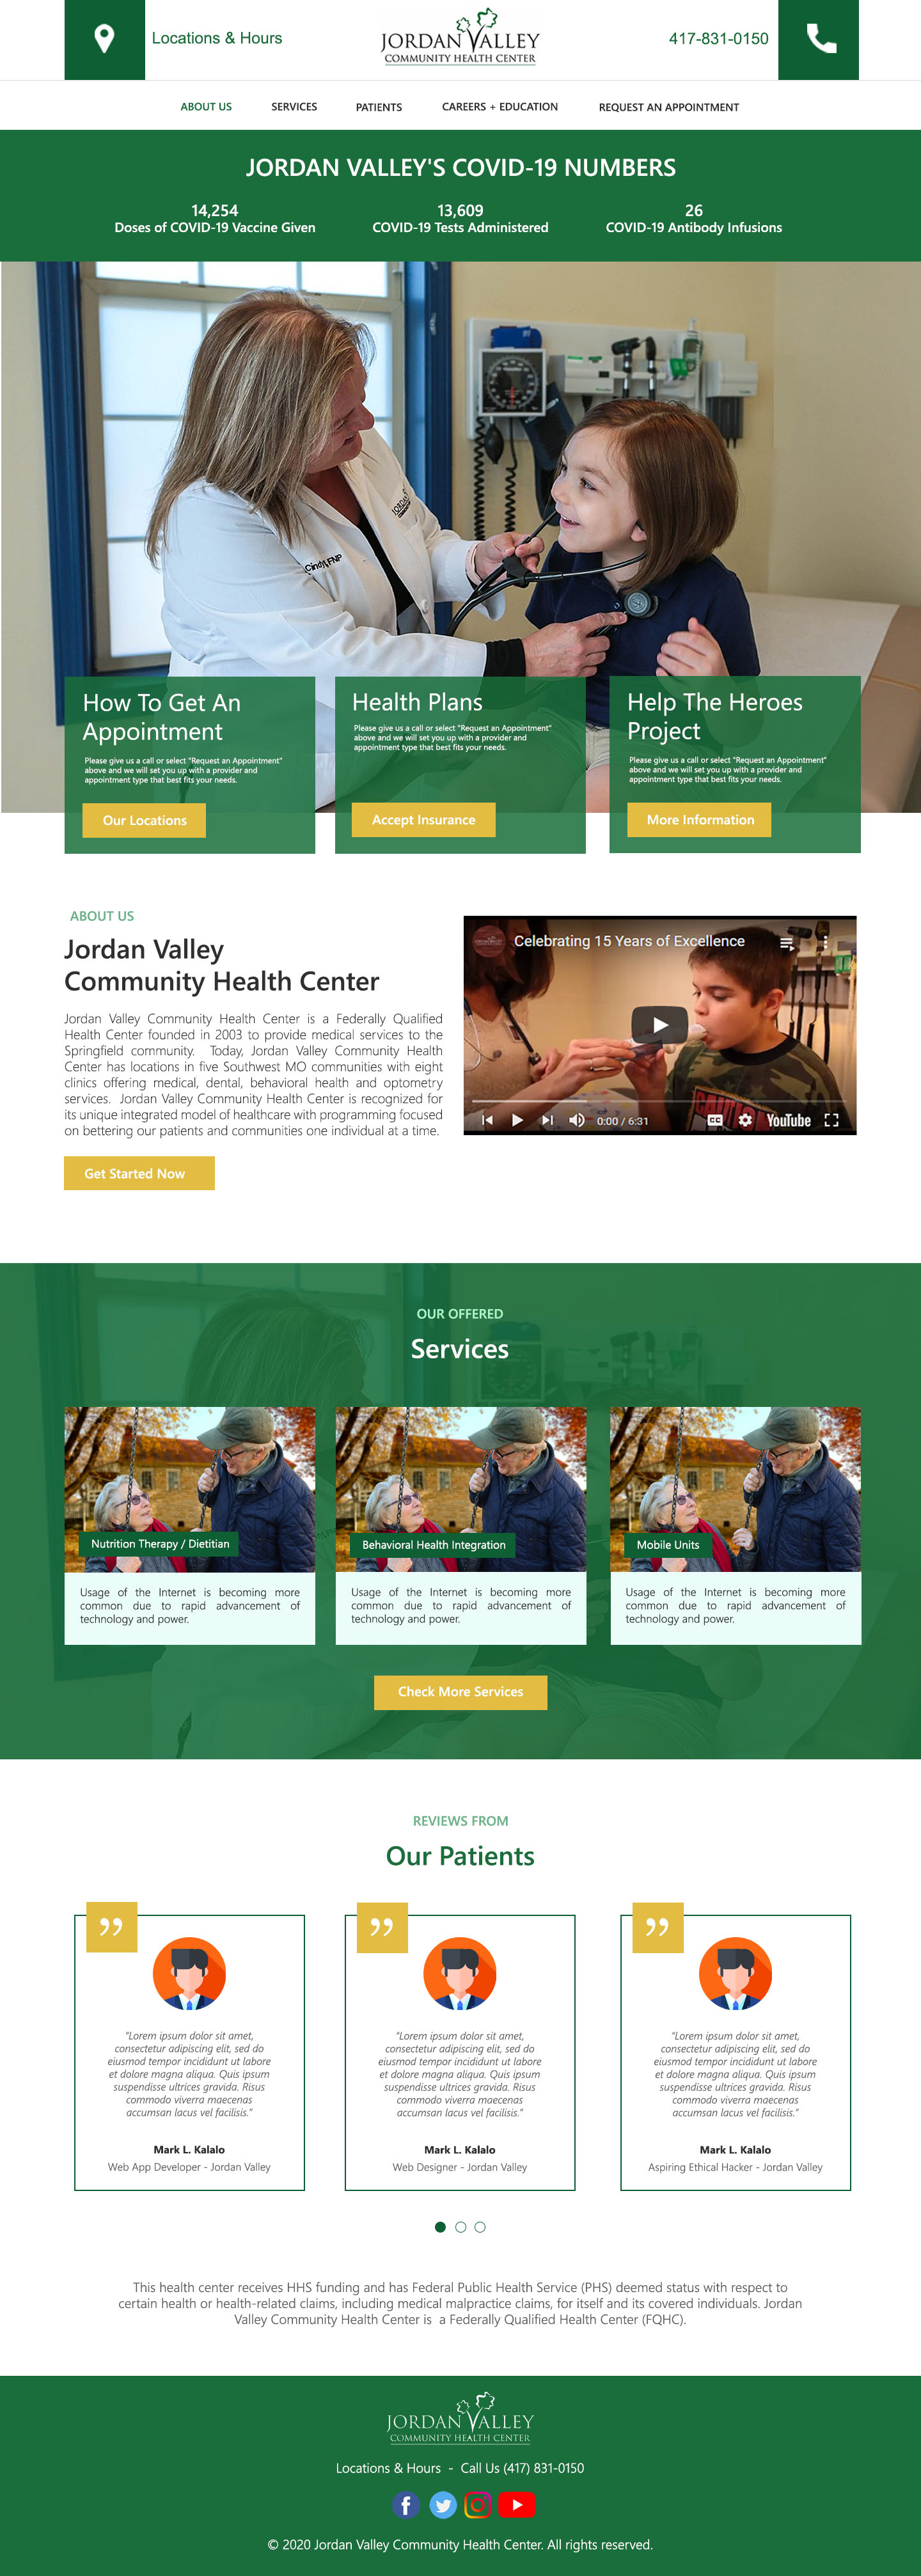 Locations & Hours
JORDAN VALLEY
COMMUNITY HEALTH CENTER
417-831-0150
ABOUT US
SERVICES
PATIENTS
CAREERS + EDUCATION
REQUEST AN APPOINTMENT
JORDAN VALLEY'S COVID-19 NUMBERS
14,254
Doses of COVID-19 Vaccine Given
13,609
COVID-19 Tests Administered
26
COVID-19 Antibody Infusions
JORDAN
Cindy, FNP
How To Get An
Appointment
Please give us a call or select "Request an Appointment"
above and we will set you up with a provider and
appointment type that best fits your needs.
Our Locations
Health Plans
Please give us a call or select "Request an Appointment"
above and we will set you up with a provider and
appointment type that best fits your needs.
Accept Insurance
Help The Heroes
Project
Please give us a call or select "Request an Appointment"
above and we will set you up with a provider and
appointment type that best fits your needs.
More Information
ABOUT US
Jordan Valley
Community Health Center
Jordan Valley Community Health Center is a Federally Qualified
Health Center founded in 2003 to provide medical services to the
Springfield community. Today, Jordan Valley Community Health
Center has locations in five Southwest MO communities with eight
clinics offering medical, dental, behavioral health and optometry
services. Jordan Valley Community Health Center is recognized for
its unique integrated model of healthcare with programming focused
on bettering our patients and communities one individual at a time.
Get Started Now
Celebrating 15 Years of Excellence
0:00 / 6:31
CC
YouTube
OUR OFFERED
Services
Nutrition Therapy / Dietitian
Usage of the Internet is becoming more
common due to rapid advancement of
technology and power.
Behavioral Health Integration
Usage of the Internet is becoming more
common due to rapid advancement of
technology and power.
Mobile Units
Usage of the Internet is becoming more
common due to rapid advancement of
technology and power.
Check More Services
REVIEWS FROM
Our Patients
"Lorem ipsum dolor sit amet,
consectetur adipiscing elit, sed do
eiusmod tempor incididunt ut labore
et dolore magna aliqua. Quis ipsum
suspendisse ultrices gravida. Risus
commodo viverra maecenas
accumsan lacus vel facilisis."
Mark L. Kalalo
Web App Developer - Jordan Valley
"Lorem ipsum dolor sit amet,
consectetur adipiscing elit, sed do
eiusmod tempor incididunt ut labore
et dolore magna aliqua. Quis ipsum
suspendisse ultrices gravida. Risus
commodo viverra maecenas
accumsan lacus vel facilisis."
Mark L. Kalalo
Web Designer - Jordan Valley
"Lorem ipsum dolor sit amet,
consectetur adipiscing elit, sed do
eiusmod tempor incididunt ut labore
et dolore magna aliqua. Quis ipsum
suspendisse ultrices gravida. Risus
commodo viverra maecenas
accumsan lacus vel facilisis."
Mark L. Kalalo
Aspiring Ethical Hacker - Jordan Valley
This health center receives HHS funding and has Federal Public Health Service (PHS) deemed status with respect to
certain health or health-related claims, including medical malpractice claims, for itself and its covered individuals. Jordan
Valley Community Health Center is a Federally Qualified Health Center (FQHC).
JORDAN VALLEY
COMMUNITY HEALTH CENTER
Locations & Hours - Call Us (417) 831-0150
© 2020 Jordan Valley Community Health Center. All rights reserved.